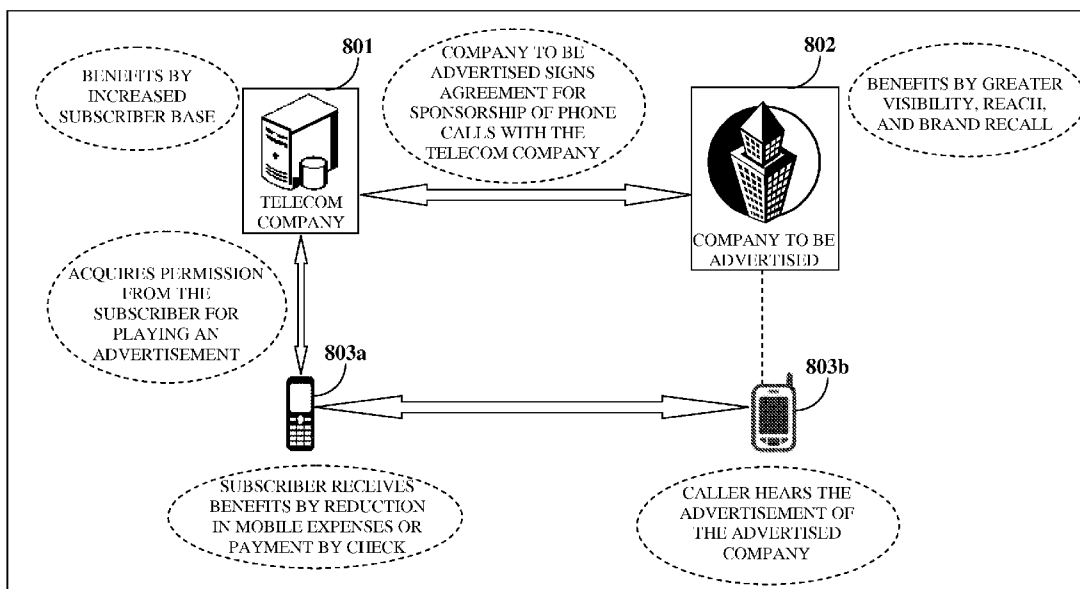 801
BENEFITS BY
INCREASED
SUBSCRIBER BASE
COMPANY TO BE
ADVERTISED SIGNS
AGREEMENT FOR
SPONSORSHIP OF PHONE
CALLS WITH THE
TELECOM COMPANY
802
BENEFITS BY GREATER
VISIBILITY, REACH,
AND BRAND RECALL
TELECOM
COMPANY
COMPANY TO BE
ADVERTISED
ACQUIRES PERMISSION
FROM THE
SUBSCRIBER FOR
PLAYING AN
ADVERTISEMENT
803a
803b
SUBSCRIBER RECEIVES
BENEFITS BY REDUCTION
IN MOBILE EXPENSES OR
PAYMENT BY CHECK
CALLER HEARS THE
ADVERTISEMENT OF
THE ADVERTISED
COMPANY